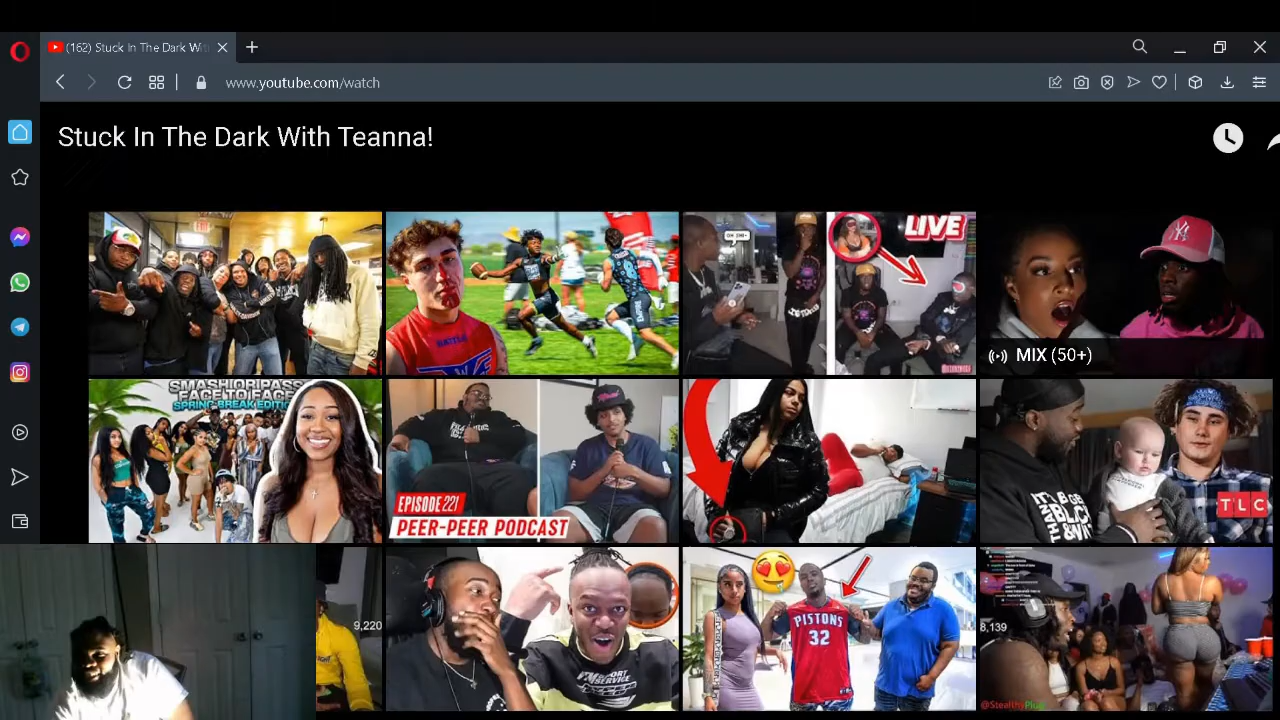 (162) Stuck In The Dark Wi
www.youtube.com/watch
Stuck In The Dark With Teanna!
LIVE
MIX (50+)
SMASH OR PASS
FACE TO FACE
SPRING BREAK EDITION
EPISODE 221
PEER-PEER PODCAST
TLC
9,220
PISTONS
32
8,139
@StealthyPlug